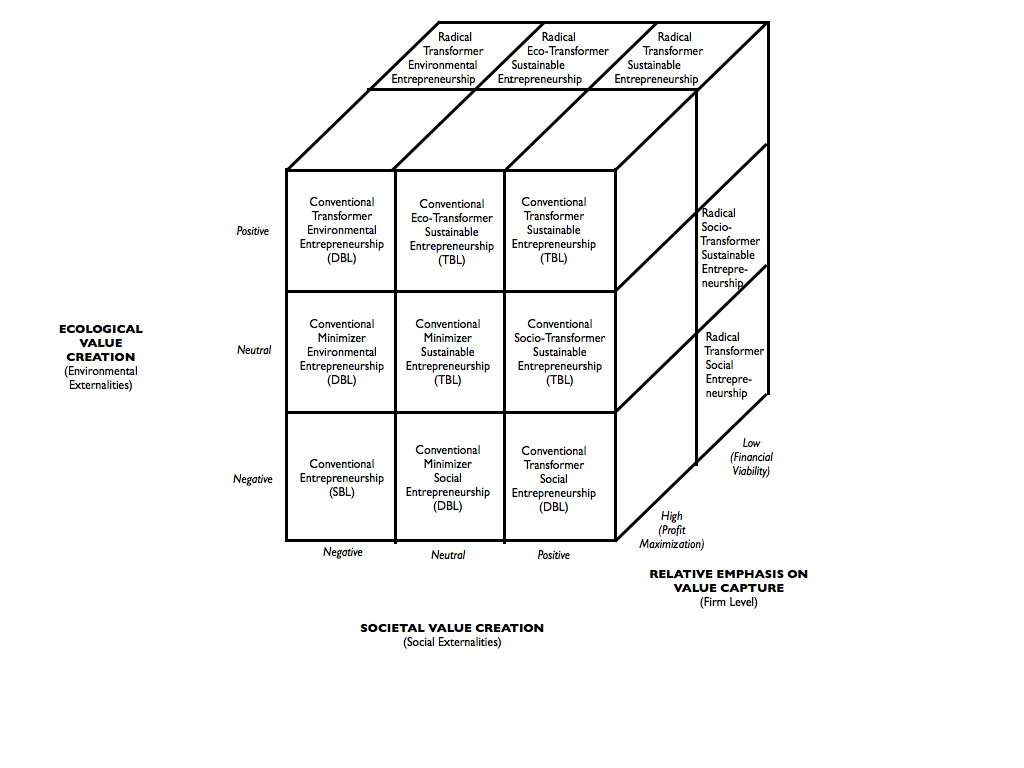 Radical
Transformer
Environmental
Entrepreneurship
Radical
Eco-Transformer
Sustainable
Entrepreneurship
Radical
Transformer
Sustainable
Entrepreneurship
Positive
Conventional
Transformer
Environmental
Entrepreneurship
(DBL)
Conventional
Eco-Transformer
Sustainable
Entrepreneurship
(TBL)
Conventional
Transformer
Sustainable
Entrepreneurship
(TBL)
Radical
Socio-
Transformer
Sustainable
Entrepre-
neurship
ECOLOGICAL
VALUE
CREATION
(Environmental
Externalities)
Neutral
Conventional
Minimizer
Environmental
Entrepreneurship
(DBL)
Conventional
Minimizer
Sustainable
Entrepreneurship
(TBL)
Conventional
Socio-Transformer
Sustainable
Entrepreneurship
(TBL)
Radical
Transformer
Social
Entrepre-
neurship
Negative
Conventional
Entrepreneurship
(SBL)
Conventional
Minimizer
Social
Entrepreneurship
(DBL)
Conventional
Transformer
Social
Entrepreneurship
(DBL)
Low
(Financial
Viability)
High
(Profit
Maximization)
Negative
Neutral
Positive
RELATIVE EMPHASIS ON
VALUE CAPTURE
(Firm Level)
SOCIETAL VALUE CREATION
(Social Externalities)